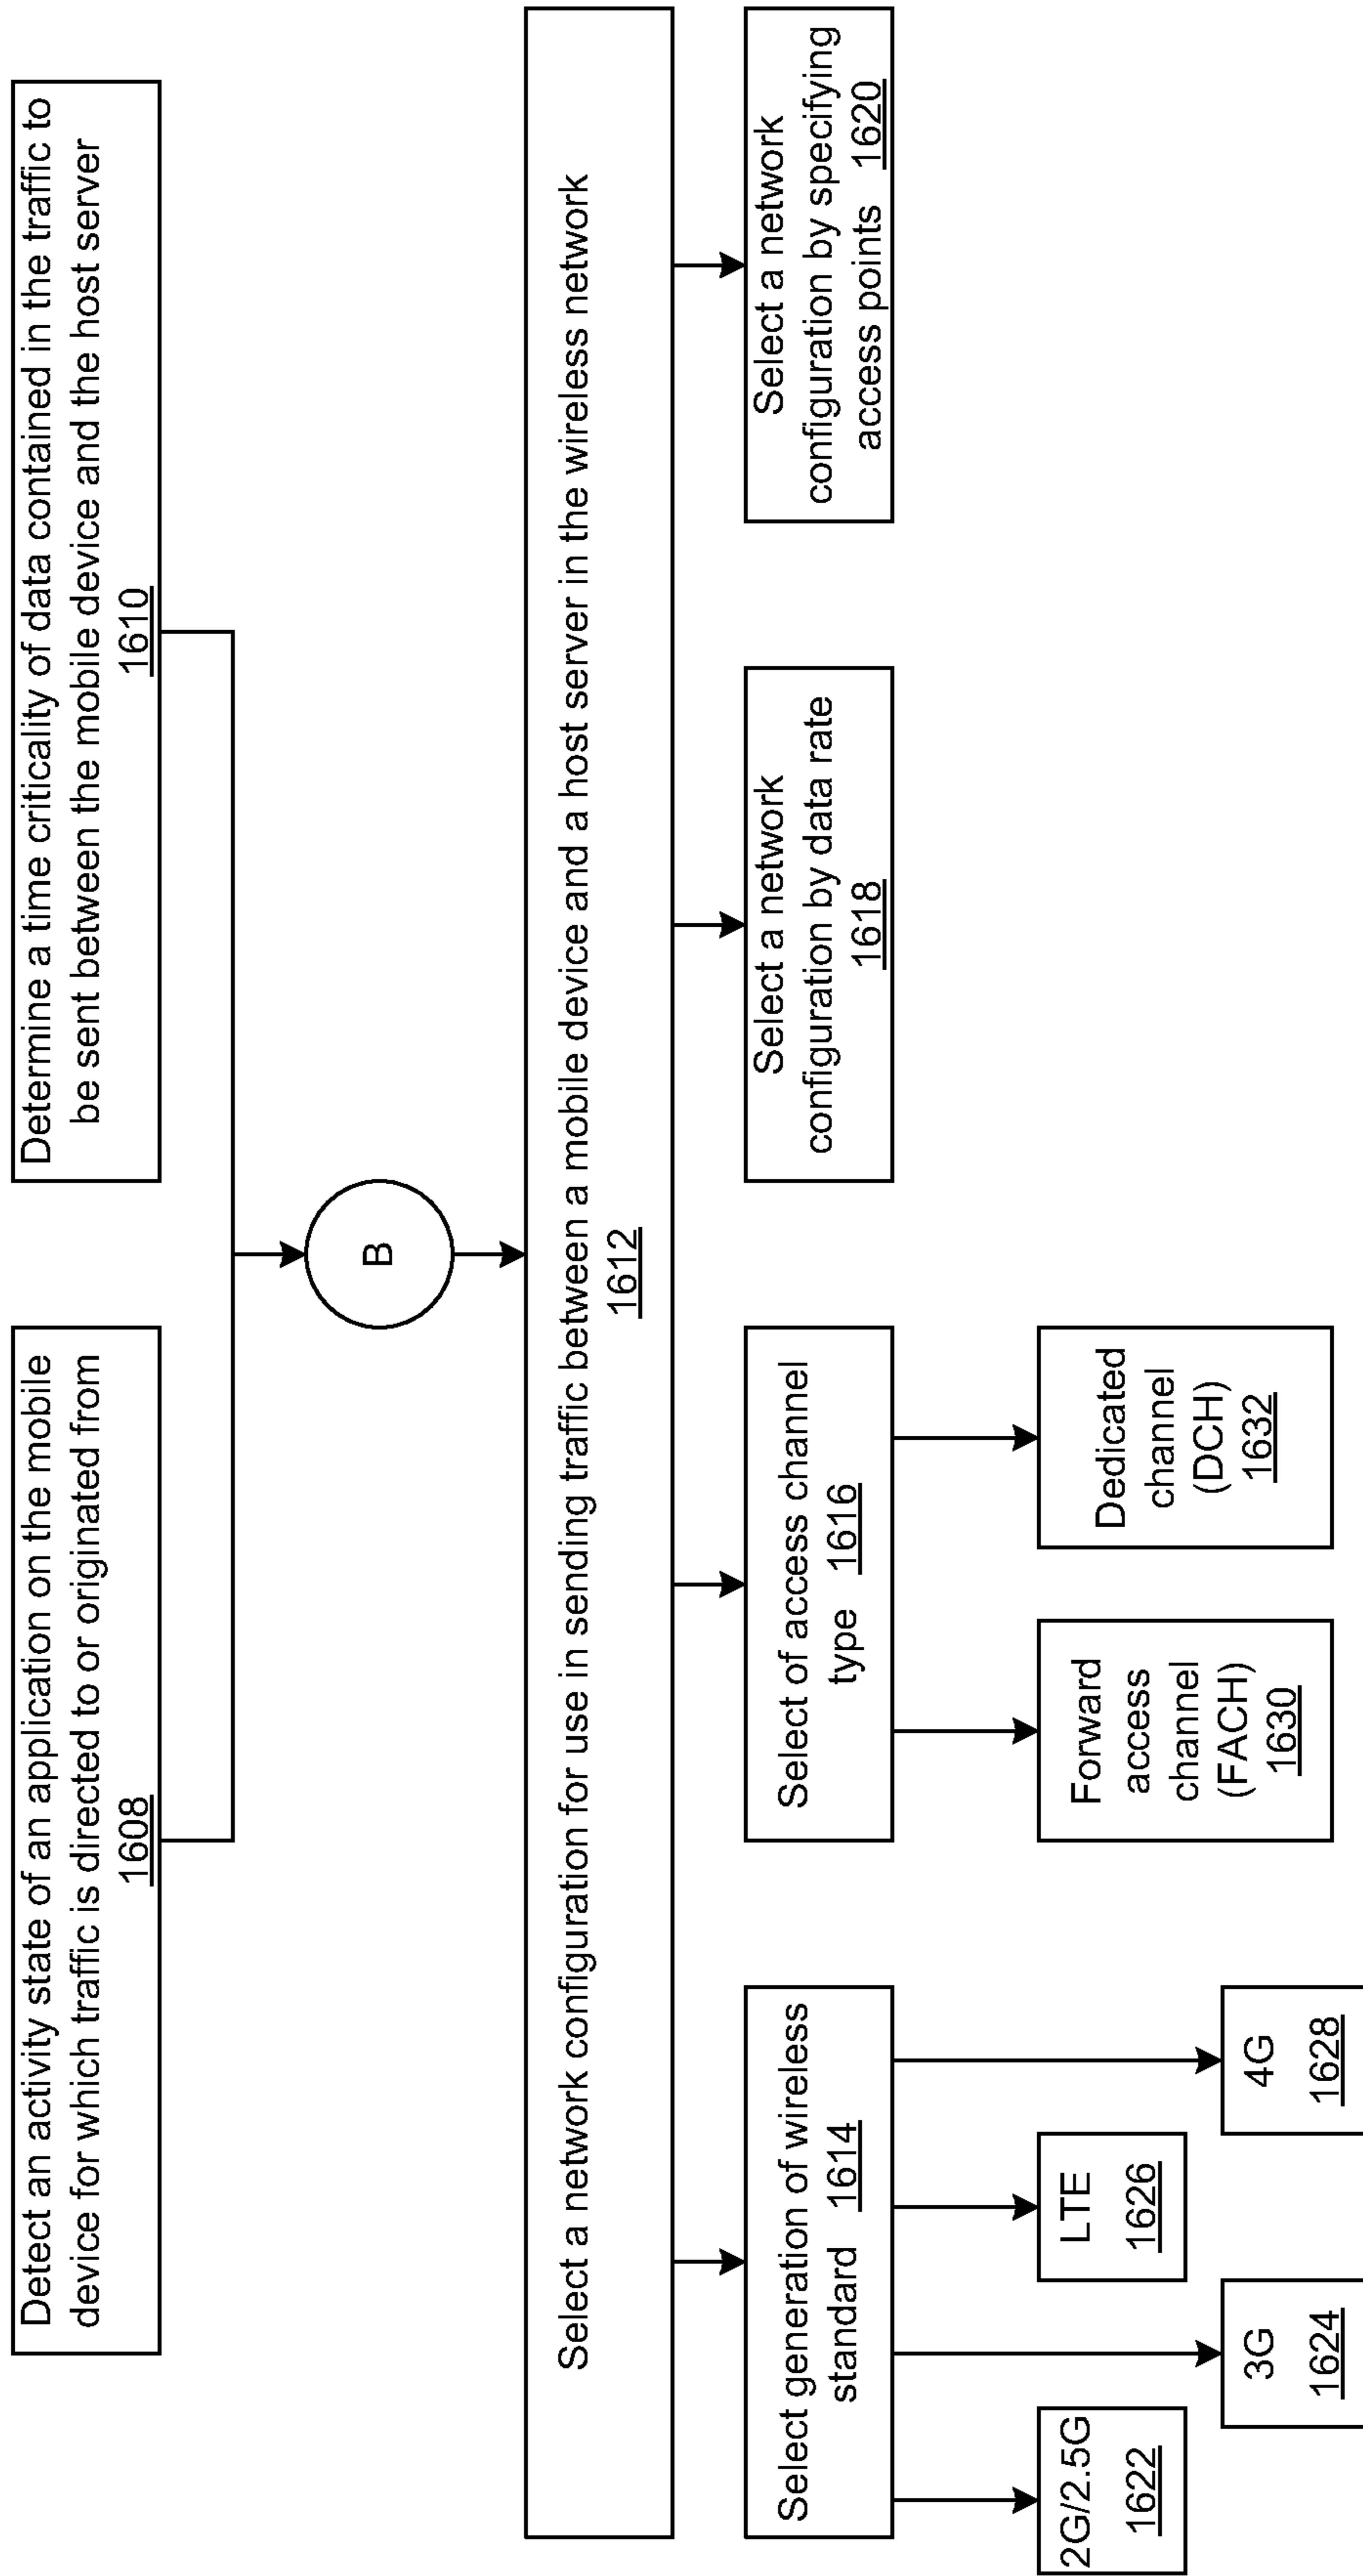 Detect an activity state of an application on the mobile
device for which traffic is directed to or originated from
1608
Determine a time criticality of data contained in the traffic to
be sent between the mobile device and the host server
1610
B
Select a network configuration for use in sending traffic between a mobile device and a host server in the wireless network
1612
Select generation of wireless
standard 1614
Select of access channel
type 1616
Select a network
configuration by data rate
1618
Select a network
configuration by specifying
access points 1620
2G/2.5G
1622
3G
1624
LTE
1626
4G
1628
Forward
access
channel
(FACH)
1630
Dedicated
channel
(DCH)
1632